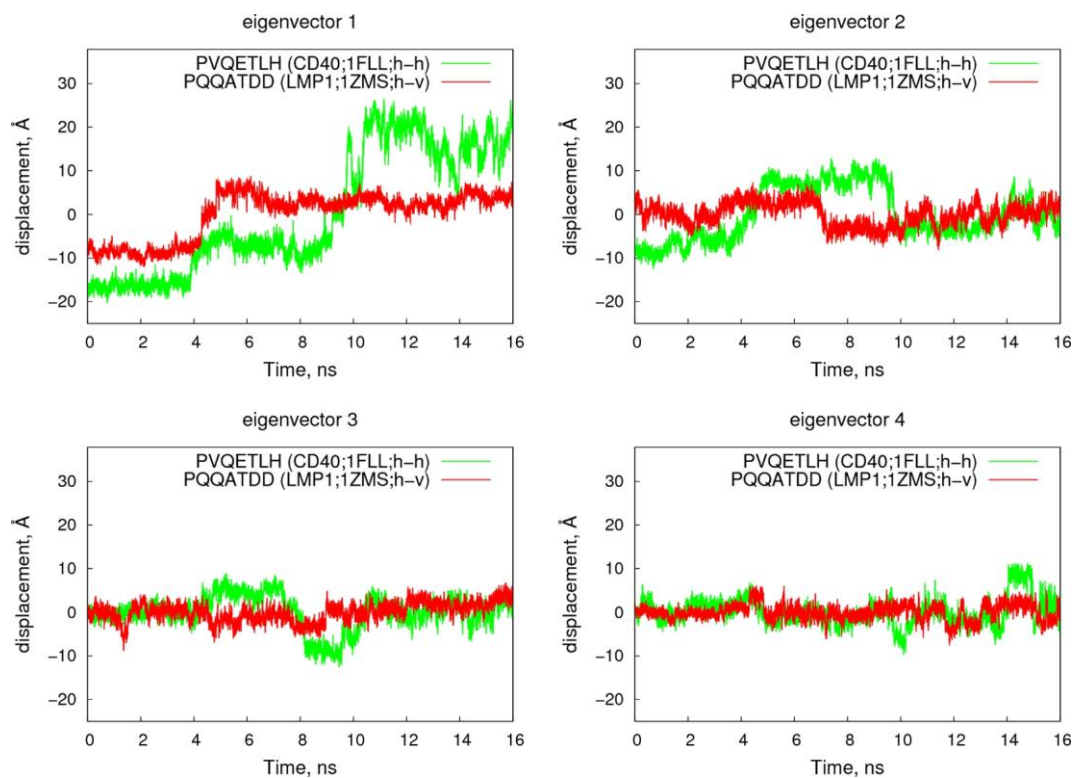 eigenvector 1
PVQETLH (CD40;1FLL;h-h)
PQQATDD (LMP1;1ZMS;h-v)
30
20
10
0
-10
-20
displacement, Å
0 2 4 6 8 10 12 14 16
Time, ns
eigenvector 2
PVQETLH (CD40;1FLL;h-h)
PQQATDD (LMP1;1ZMS;h-v)
30
20
10
0
-10
-20
displacement, Å
0 2 4 6 8 10 12 14 16
Time, ns
eigenvector 3
PVQETLH (CD40;1FLL;h-h)
PQQATDD (LMP1;1ZMS;h-v)
30
20
10
0
-10
-20
displacement, Å
0 2 4 6 8 10 12 14 16
Time, ns
eigenvector 4
PVQETLH (CD40;1FLL;h-h)
PQQATDD (LMP1;1ZMS;h-v)
30
20
10
0
-10
-20
displacement, Å
0 2 4 6 8 10 12 14 16
Time, ns